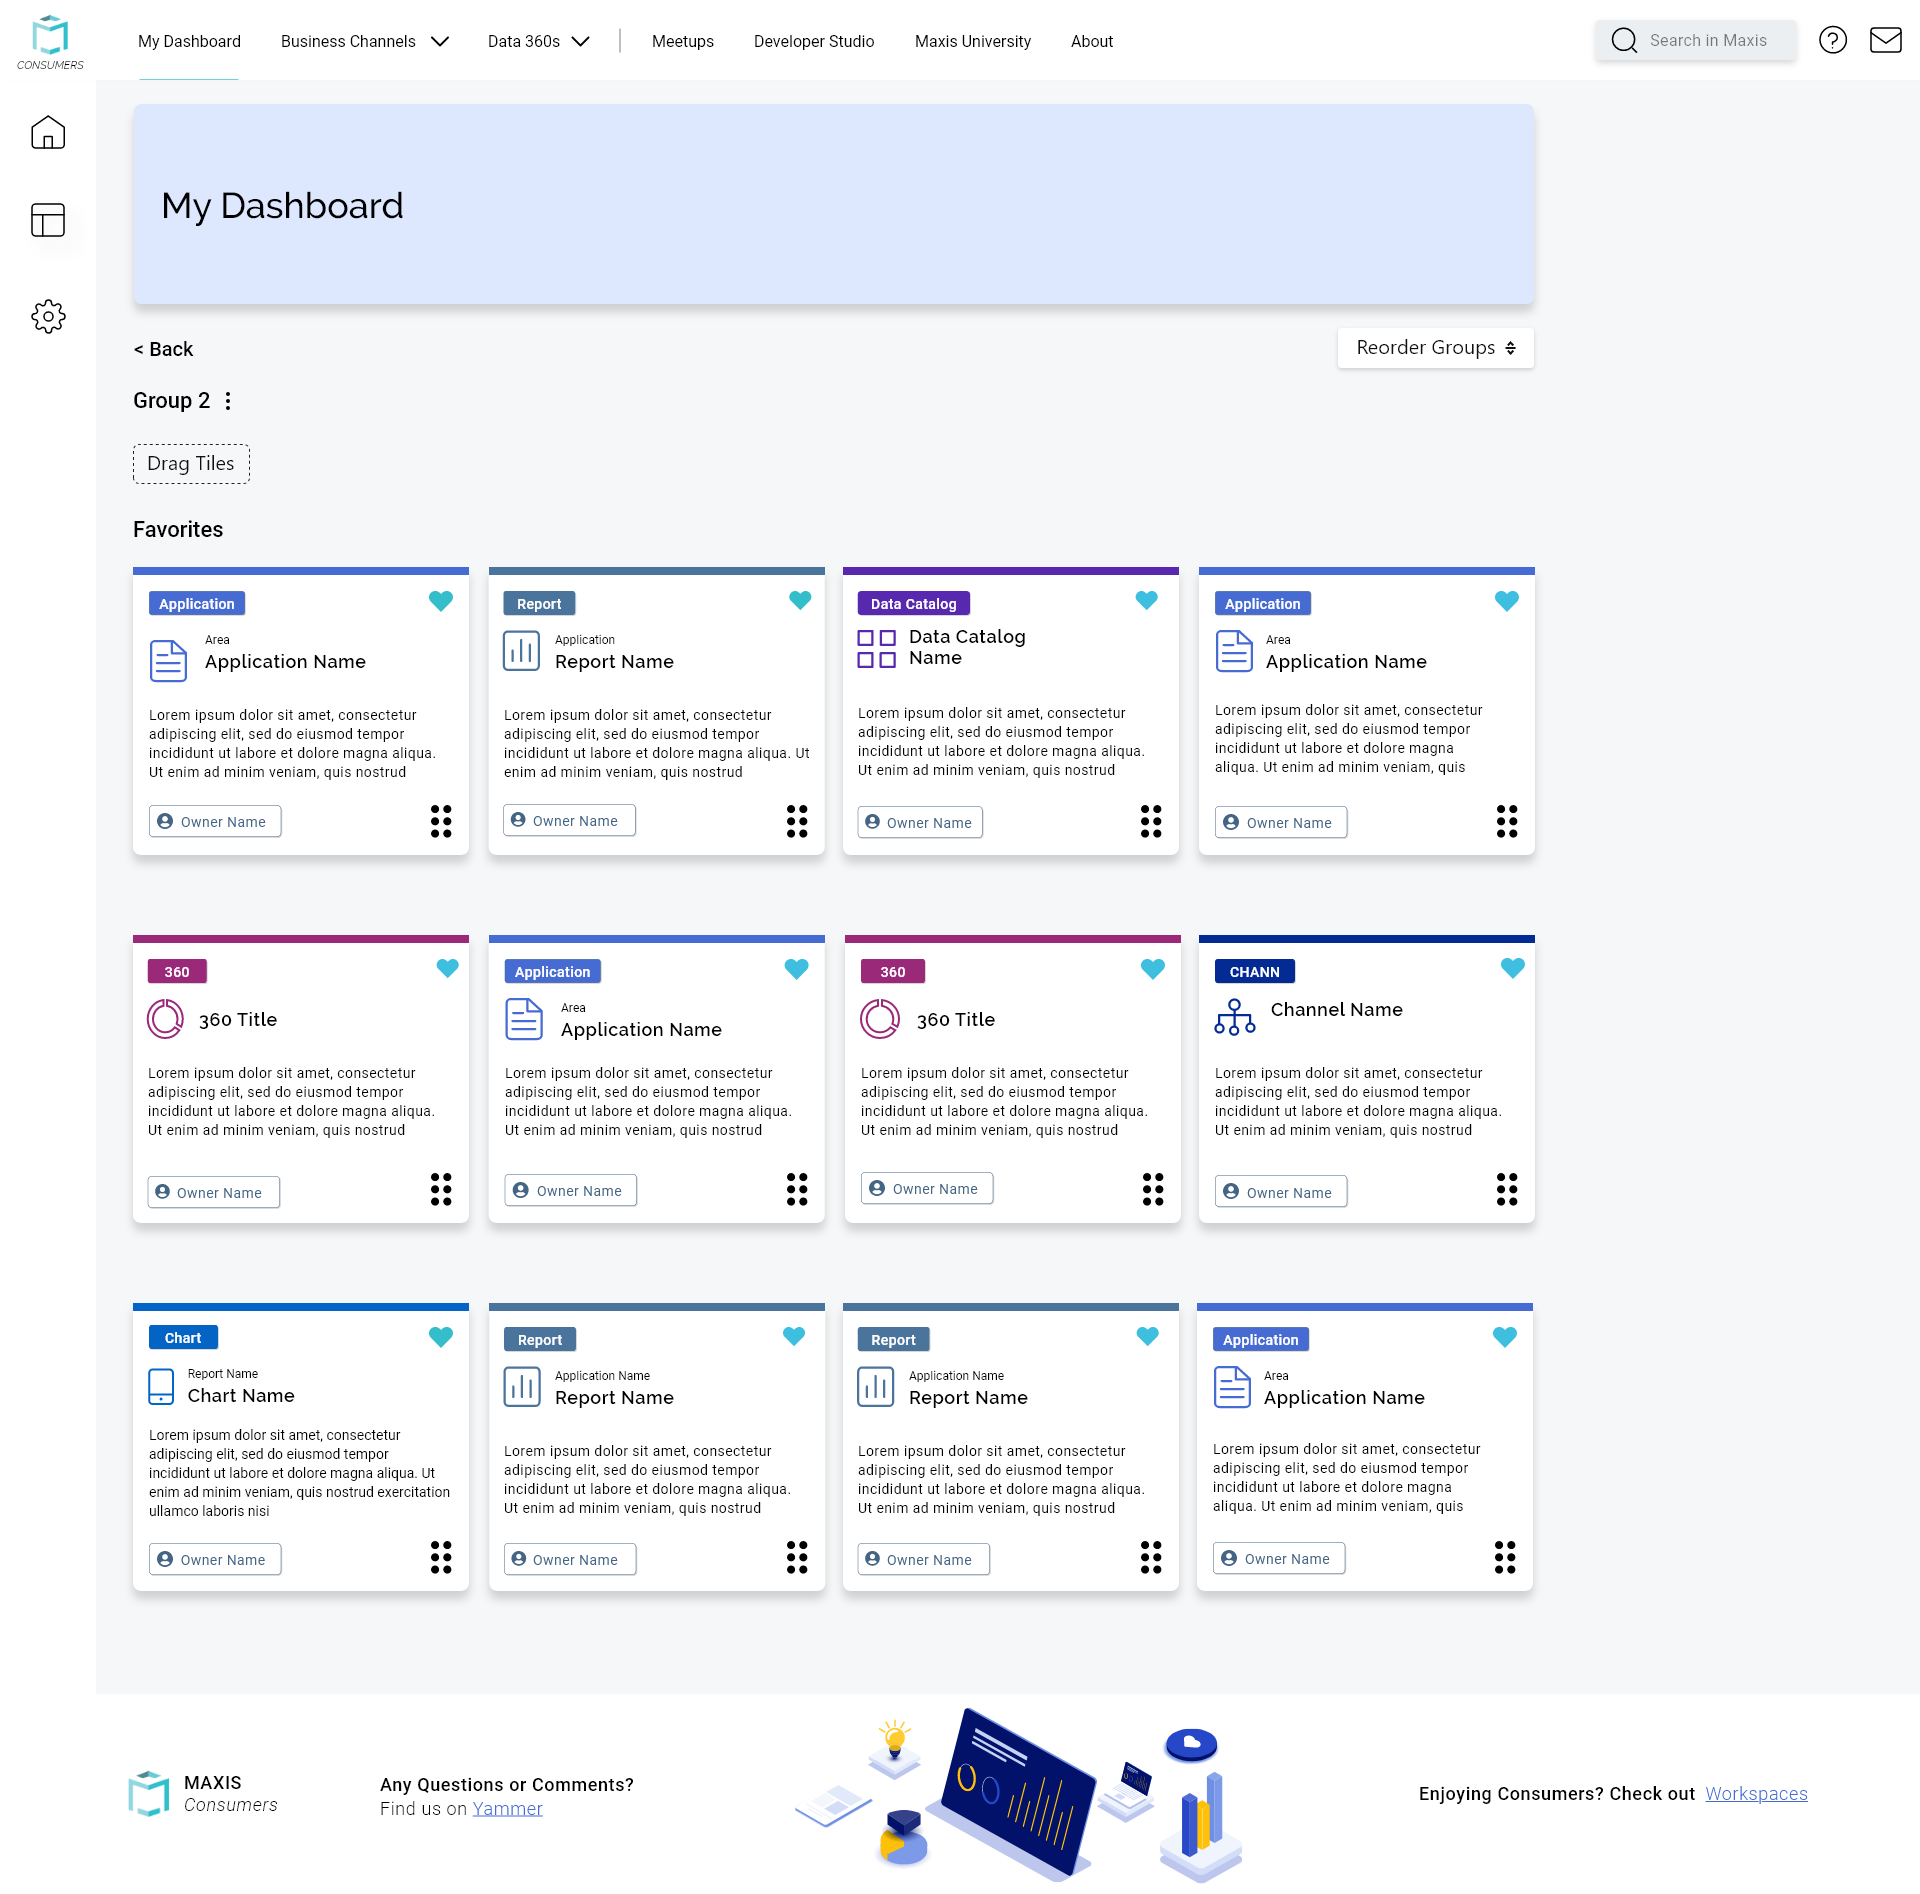 CONSUMERS
My Dashboard
Business Channels
Data 360s
Meetups
Developer Studio
Maxis University
About
Search in Maxis
My Dashboard
< Back
Reorder Groups
Group 2
Drag Tiles
Favorites
Application
Area
Application Name
Lorem ipsum dolor sit amet, consectetur
adipiscing elit, sed do eiusmod tempor
incididunt ut labore et dolore magna aliqua.
Ut enim ad minim veniam, quis nostrud
Owner Name
Report
Application
Report Name
Lorem ipsum dolor sit amet, consectetur
adipiscing elit, sed do eiusmod tempor
incididunt ut labore et dolore magna aliqua. Ut
enim ad minim veniam, quis nostrud
Owner Name
Data Catalog
Data Catalog
Name
Lorem ipsum dolor sit amet, consectetur
adipiscing elit, sed do eiusmod tempor
incididunt ut labore et dolore magna aliqua.
Ut enim ad minim veniam, quis nostrud
Owner Name
Application
Area
Application Name
Lorem ipsum dolor sit amet, consectetur
adipiscing elit, sed do eiusmod tempor
incididunt ut labore et dolore magna
aliqua. Ut enim ad minim veniam, quis
Owner Name
360
360 Title
Lorem ipsum dolor sit amet, consectetur
adipiscing elit, sed do eiusmod tempor
incididunt ut labore et dolore magna aliqua.
Ut enim ad minim veniam, quis nostrud
Owner Name
Application
Area
Application Name
Lorem ipsum dolor sit amet, consectetur
adipiscing elit, sed do eiusmod tempor
incididunt ut labore et dolore magna aliqua.
Ut enim ad minim veniam, quis nostrud
Owner Name
360
360 Title
Lorem ipsum dolor sit amet, consectetur
adipiscing elit, sed do eiusmod tempor
incididunt ut labore et dolore magna aliqua.
Ut enim ad minim veniam, quis nostrud
Owner Name
CHANN
Channel Name
Lorem ipsum dolor sit amet, consectetur
adipiscing elit, sed do eiusmod tempor
incididunt ut labore et dolore magna aliqua.
Ut enim ad minim veniam, quis nostrud
Owner Name
Chart
Report Name
Chart Name
Lorem ipsum dolor sit amet, consectetur
adipiscing elit, sed do eiusmod tempor
incididunt ut labore et dolore magna aliqua. Ut
enim ad minim veniam, quis nostrud exercitation
ullamco laboris nisi
Owner Name
Report
Application Name
Report Name
Lorem ipsum dolor sit amet, consectetur
adipiscing elit, sed do eiusmod tempor
incididunt ut labore et dolore magna aliqua.
Ut enim ad minim veniam, quis nostrud
Owner Name
Report
Application Name
Report Name
Lorem ipsum dolor sit amet, consectetur
adipiscing elit, sed do eiusmod tempor
incididunt ut labore et dolore magna aliqua.
Ut enim ad minim veniam, quis nostrud
Owner Name
Application
Area
Application Name
Lorem ipsum dolor sit amet, consectetur
adipiscing elit, sed do eiusmod tempor
incididunt ut labore et dolore magna
aliqua. Ut enim ad minim veniam, quis
Owner Name
MAXIS
Consumers
Any Questions or Comments?
Find us on Yammer
Enjoying Consumers? Check out Workspaces